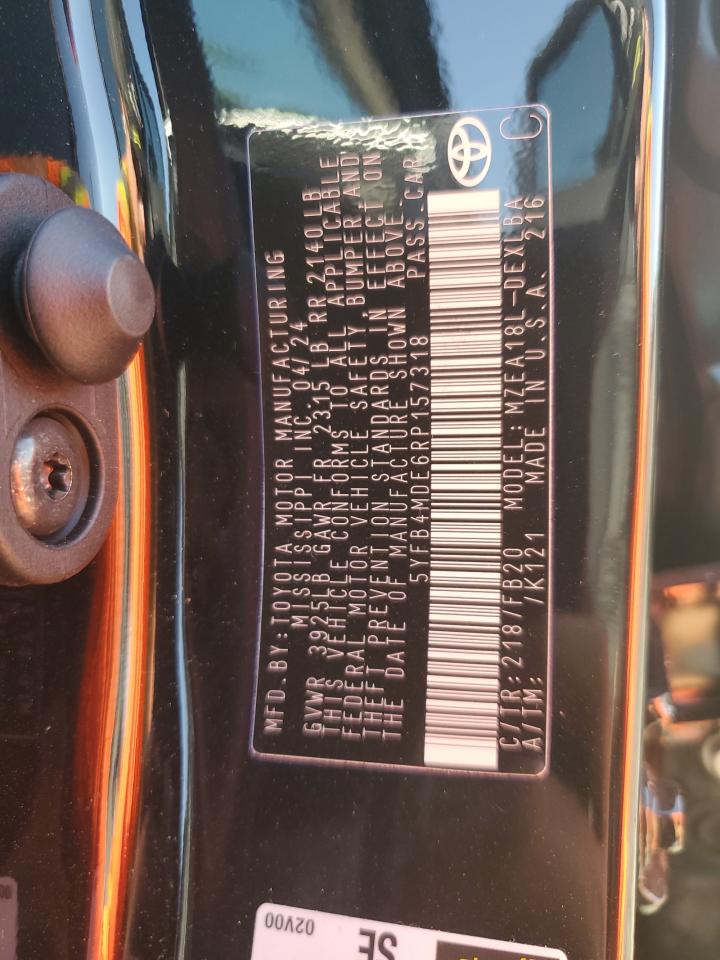 MFD.BY:TOYOTA MOTOR MANUFACTURING
MISSISSIPPI INC.04/24
GVWR 3925LB GAWR FR 2315 LB RR 2140 LB
THIS VEHICLE CONFORMS TO ALL APPLICABLE
FEDERAL MOTOR VEHICLE SAFETY, BUMPER AND
THEFT PREVENTION STANDARDS IN EFFECT ON
THE DATE OF MANUFACTURE SHOWN ABOVE.
5YFB4MDE6RP157318 PASS.CAR
C/TR:218/FB20 MODEL:MZEA18L-DEXLBA
A/TM: /K121 MADE IN U.S.A. 216
C
02V00
SE